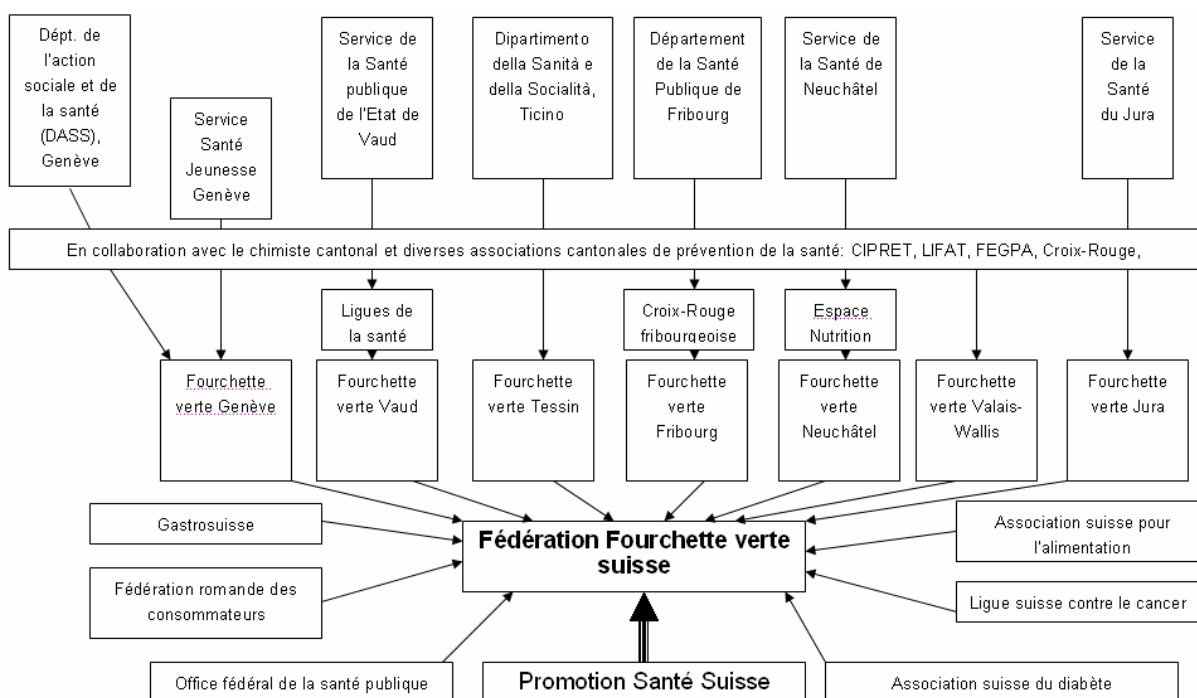 Dépt. de
l'action
sociale et de
la santé
(DASS),
Genève
Service
Santé
Jeunesse
Genève
Service de
la Santé
publique
de l'Etat de
Vaud
Dipartimento
della Sanità e
della Socialità,
Ticino
Département
de la Santé
Publique de
Fribourg
Service de
la Santé de
Neuchâtel
Service
de la
Santé
du Jura
En collaboration avec le chimiste cantonal et diverses associations cantonales de prévention de la santé: CIPRET, LIFAT, FEGPA, Croix-Rouge,
Ligues de
la santé
Croix-Rouge
fribourgeoise
Espace
Nutrition
Fourchette
verte Genève
Fourchette
verte Vaud
Fourchette
verte Tessin
Fourchette
verte
Fribourg
Fourchette
verte
Neuchâtel
Fourchette
verte Valais-
Wallis
Fourchette
verte Jura
Gastrosuisse
Fédération romande des
consommateurs
Fédération Fourchette verte
suisse
Association suisse pour
l'alimentation
Ligue suisse contre le cancer
Office fédéral de la santé publique
Promotion Santé Suisse
Association suisse du diabète